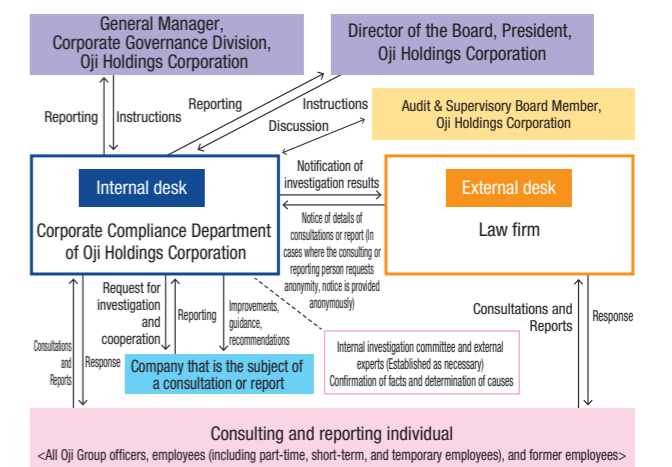 General Manager,
Corporate Governance Division,
Oji Holdings Corporation
Director of the Board, President,
Oji Holdings Corporation
Reporting
Instructions
Reporting
Instructions
Discussion
Audit & Supervisory Board Member,
Oji Holdings Corporation
Internal desk
Corporate Compliance Department
of Oji Holdings Corporation
Notification of
investigation results
Notice of details of
consultations or report (In
cases where the consulting or
reporting person requests
anonymity, notice is provided
anonymously)
External desk
Law firm
Consultations
and
Reports
Response
Request for
investigation
and
cooperation
Reporting
Improvements,
guidance,
recommendations
Company that is the subject of
a consultation or report
Internal investigation committee and external
experts (Established as necessary)
Confirmation of facts and determination of causes
Consultations and
Reports
Response
Consulting and reporting individual
<All Oji Group officers, employees (including part-time, short-term, and temporary employees), and former employees>